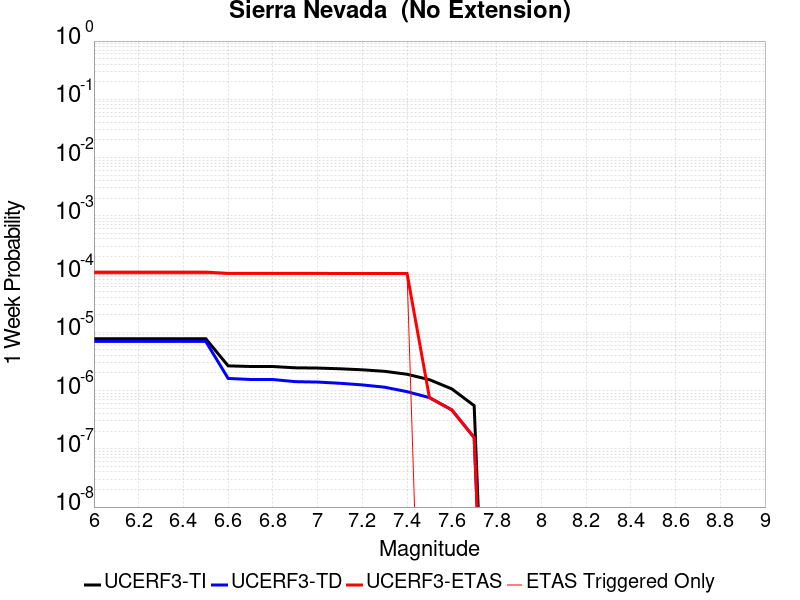 Sierra Nevada  (No Extension)
10^0
10^-1
10^-2
10^-3
10^-4
10^-5
10^-6
10^-7
10^-8
1 Week Probability
6 6.2 6.4 6.6 6.8 7 7.2 7.4 7.6 7.8 8 8.2 8.4 8.6 8.8 9
Magnitude
UCERF3-TI UCERF3-TD UCERF3-ETAS ETAS Triggered Only